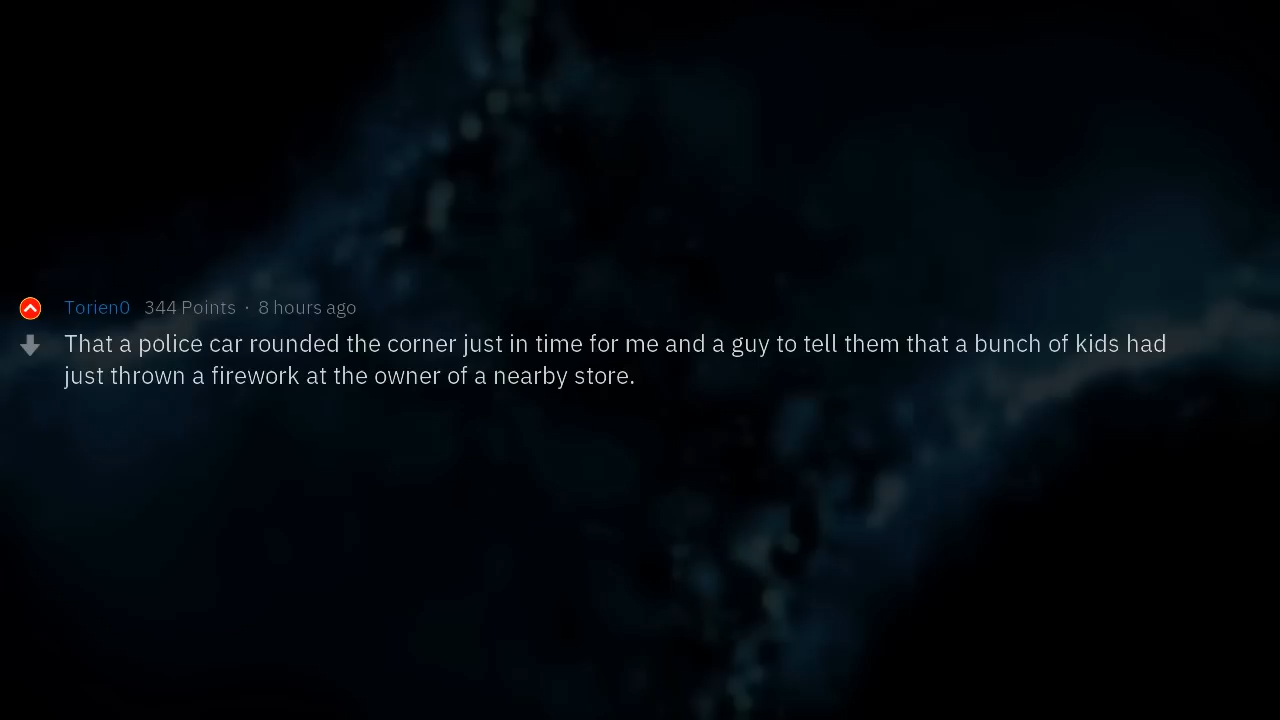 Torien0 344 Points · 8 hours ago
That a police car rounded the corner just in time for me and a guy to tell them that a bunch of kids had
just thrown a firework at the owner of a nearby store.